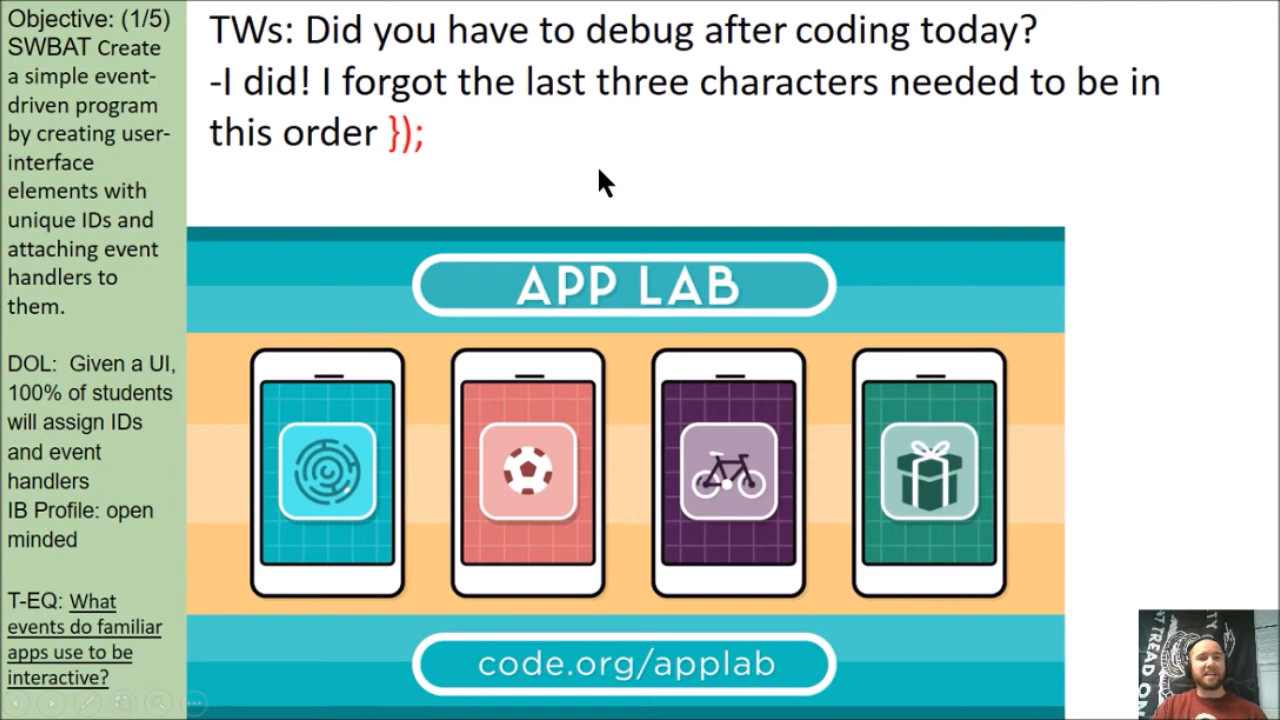 Objective: (1/5)
SWBAT Create
a simple event-
driven program
by creating user-
interface
elements with
unique IDs and
attaching event
handlers to
them.
DOL:  Given a UI,
100% of students
will assign IDs
and event
handlers
IB Profile: open
minded
T-EQ: What
events do familiar
apps use to be
interactive?
TWs: Did you have to debug after coding today?
-I did! I forgot the last three characters needed to be in
this order });
APP LAB
code.org/applab
TREAD ON